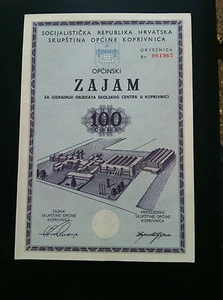 SOCIJALISTIČKA REPUBLIKA HRVATSKA
SKUPŠTINA OPĆINE KOPRIVNICA
OBVEZNICA
001967
OPĆINSKI
ZAJAM
ZA IZGRADNJU OBJEKATA ŠKOLSKOG CENTRA U KOPRIVNICI
100
TAJNIK
SKUPŠTINE OPĆINE
KOPRIVNICA
PREDSJEDNIK
SKUPŠTINE OPĆINE
KOPRIVNICA